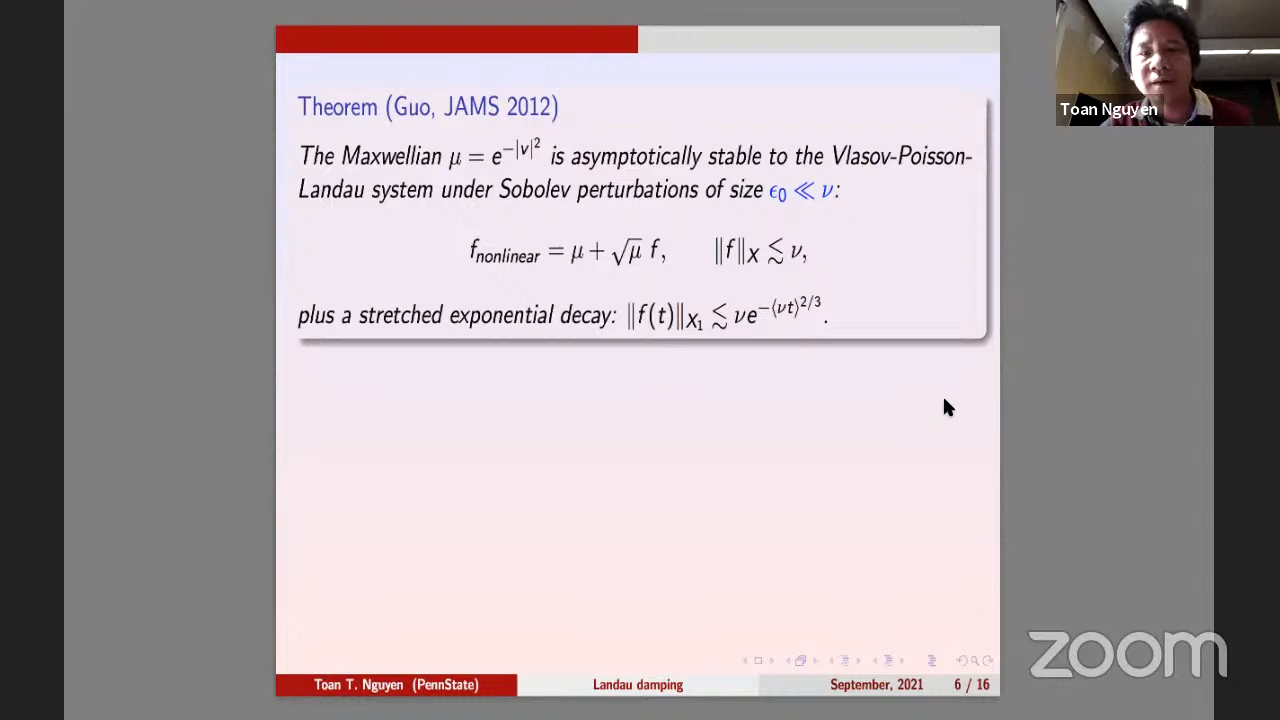 Theorem (Guo, JAMS 2012)
The Maxwellian μ = e^{−|v|^2} is asymptotically stable to the Vlasov-Poisson-
Landau system under Sobolev perturbations of size ϵ_0 ≪ ν:
f_{nonlinear} = μ + √μ f, ‖f‖_X ≲ ν,
plus a stretched exponential decay: ‖f(t)‖_{X_1} ≲ νe^{−⟨νt⟩^{2/3}}.
Toan Nguyen
zoom
Toan T. Nguyen (PennState) Landau damping September, 2021 6 / 16